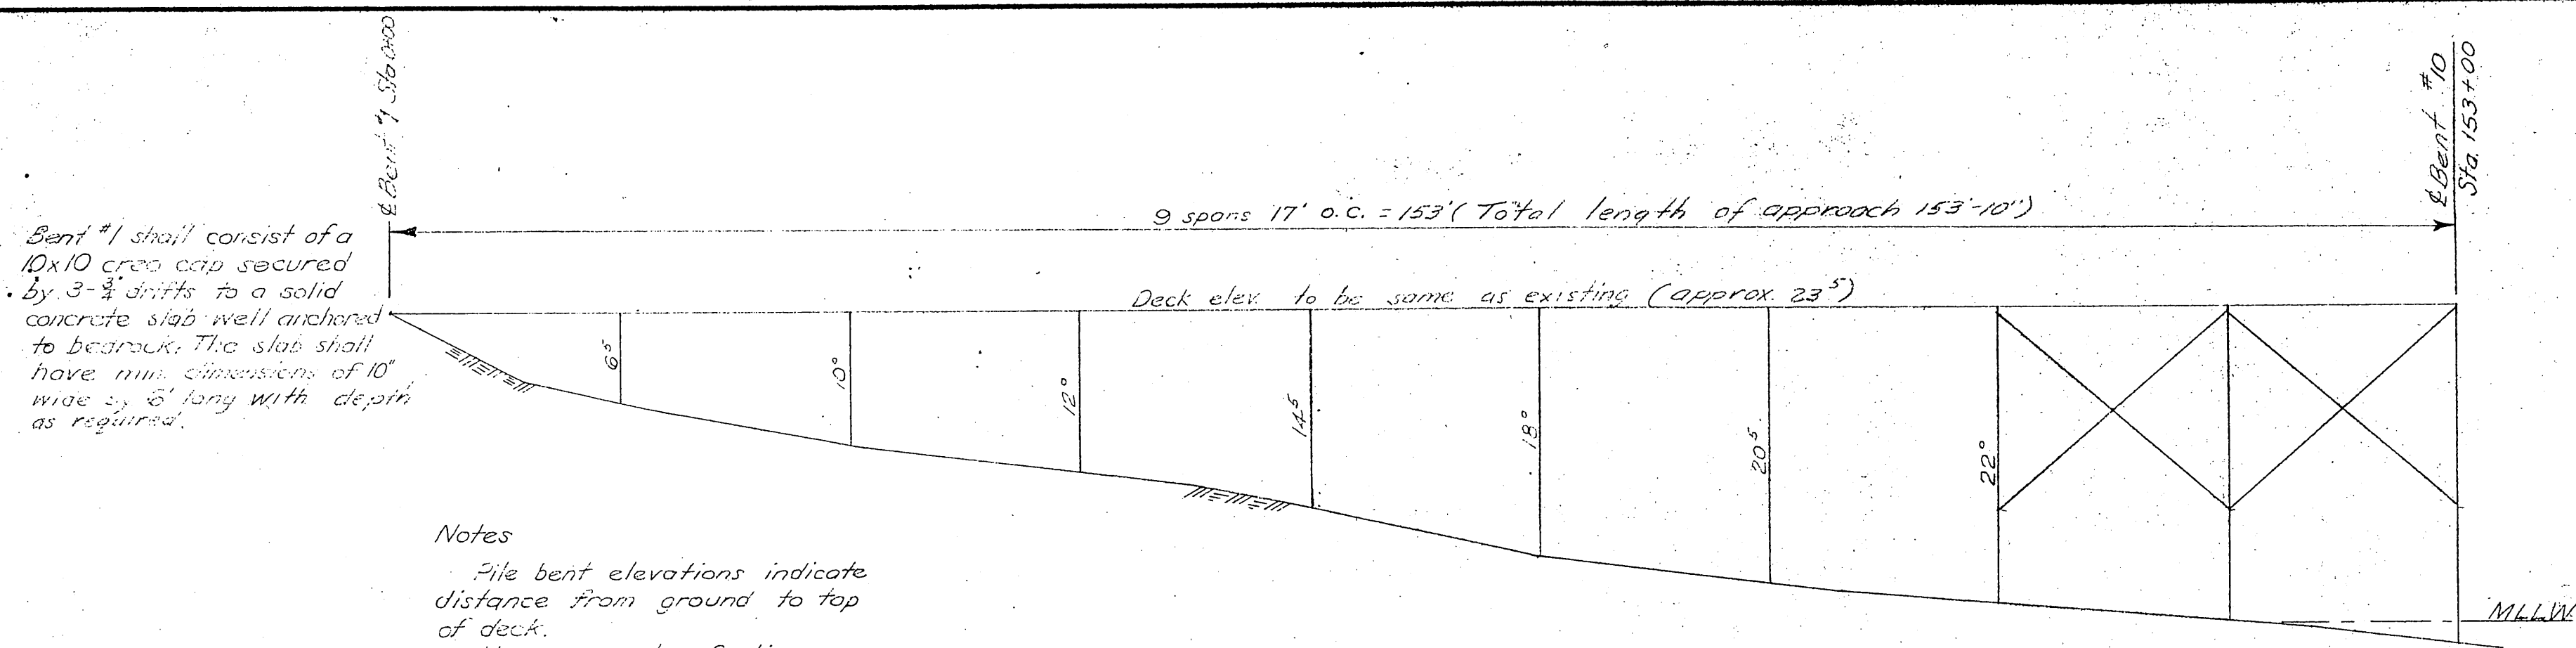 ℄ Bent #1 Sta 0+00
℄ Bent #10
Sta. 153+00
9 spans 17' o.c. = 153' (Total length of approach 153'-10")
Bent #1 shall consist of a
10x10 creo cap secured
by 3-¾" drifts to a solid
concrete slab well anchored
to bedrock. The slab shall
have min. dimensions of 10"
wide by 6' long with depth
as required.
Deck elev. to be same as existing (approx. 23⁵)
6⁵
10⁰
12⁰
14⁵
18⁰
20⁵
22⁰
MLLW
Notes
Pile bent elevations indicate
distance from ground to top
of deck.